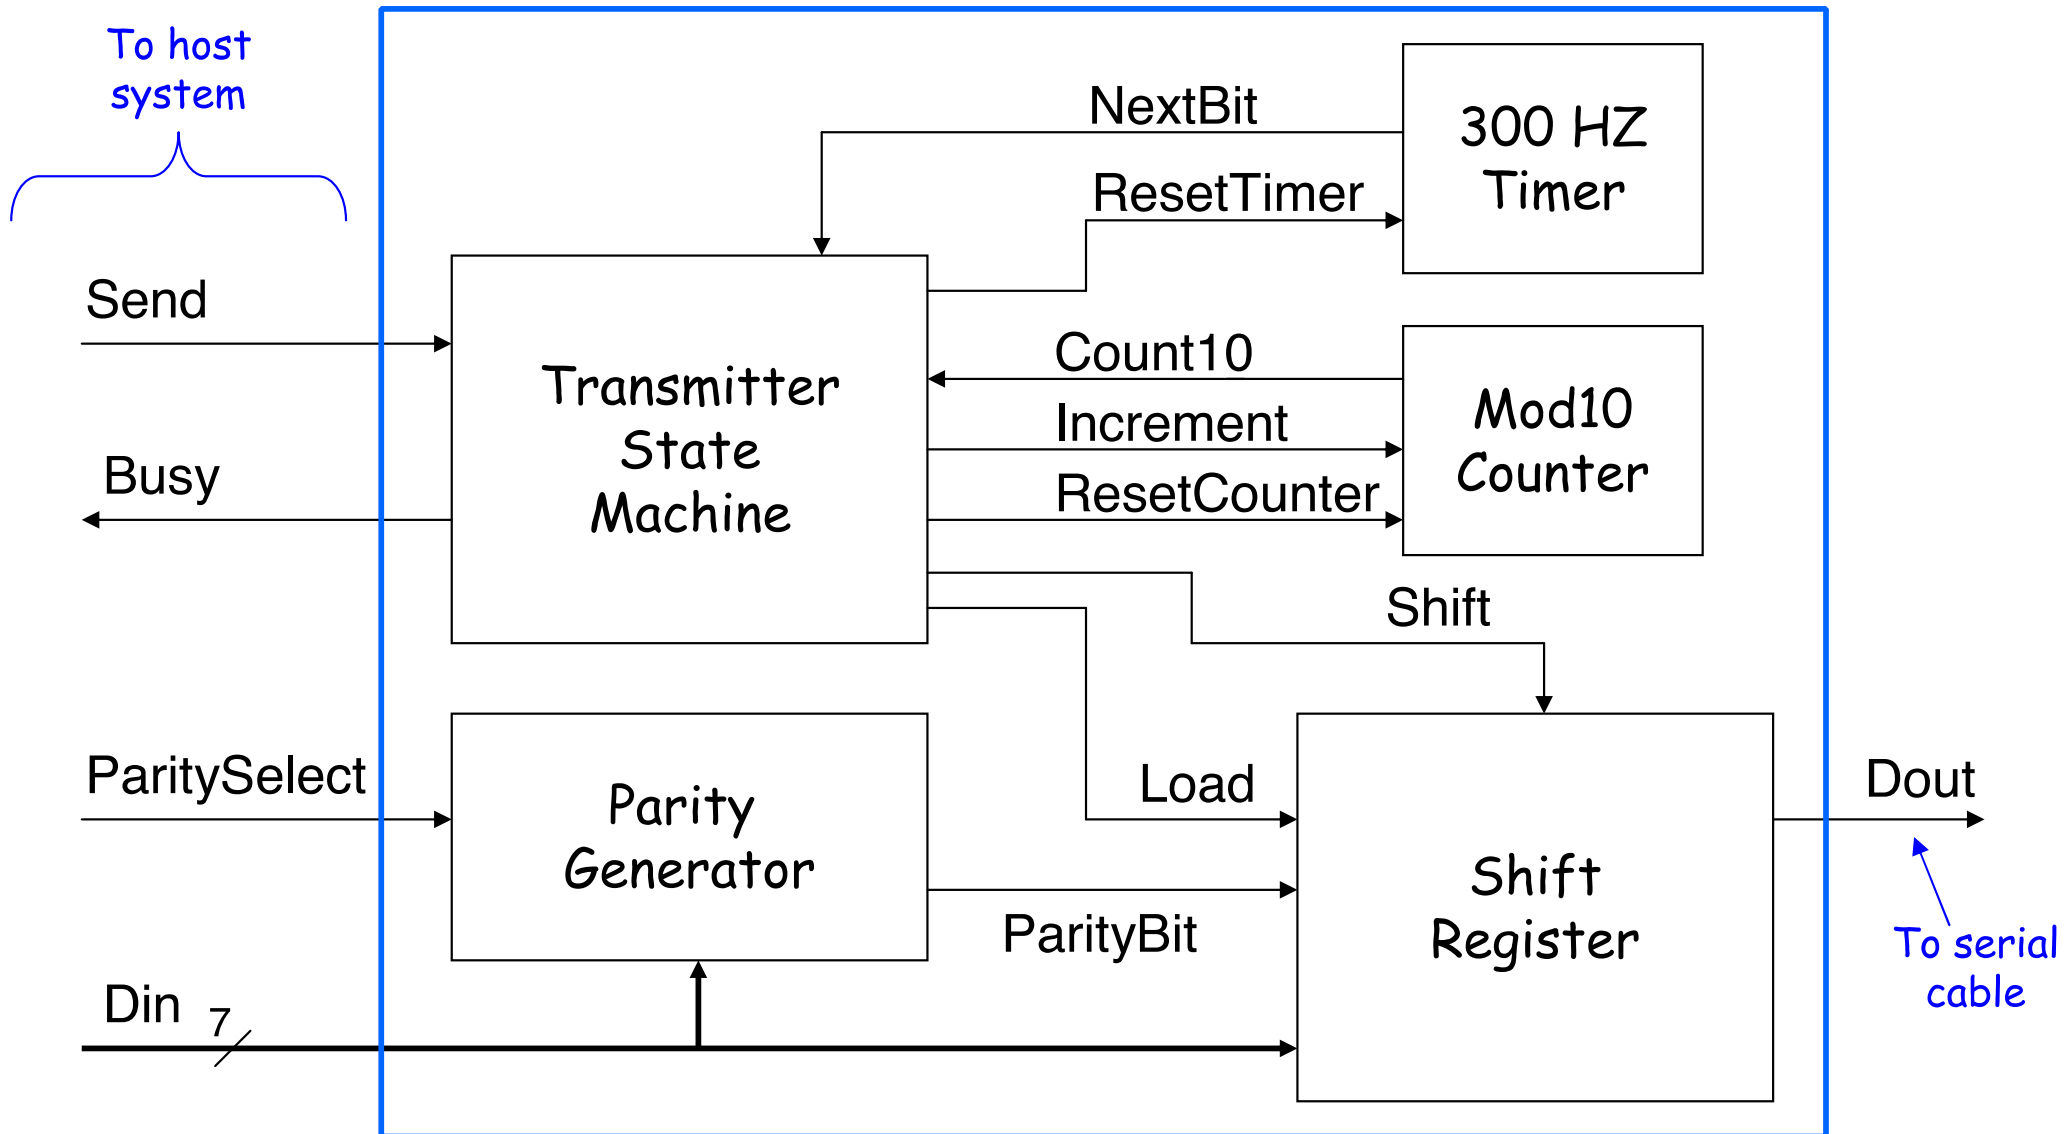 To host
system
NextBit
300 HZ
Timer
ResetTimer
Send
Count10
Transmitter
State
Machine
Increment
Mod10
Counter
Busy
ResetCounter
Shift
ParitySelect
Parity
Generator
Load
Dout
Shift
Register
ParityBit
To serial
cable
Din 7